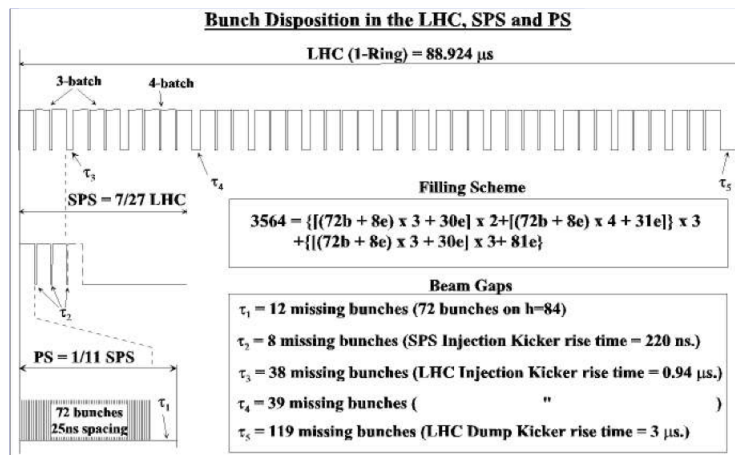 Bunch Disposition in the LHC, SPS and PS
LHC (1-Ring) = 88.924 µs
3-batch
4-batch
τ3
τ4
τ5
SPS = 7/27 LHC
Filling Scheme
3564 = {[(72b + 8e) x 3 + 30e] x 2+[(72b + 8e) x 4 + 31e]} x 3
+{[(72b + 8e) x 3 + 30e] x 3+ 81e}
τ2
Beam Gaps
τ1 = 12 missing bunches (72 bunches on h=84)
τ2 = 8 missing bunches (SPS Injection Kicker rise time = 220 ns.)
τ3 = 38 missing bunches (LHC Injection Kicker rise time = 0.94 µs.)
τ4 = 39 missing bunches ( " )
τ5 = 119 missing bunches (LHC Dump Kicker rise time = 3 µs.)
PS = 1/11 SPS
72 bunches
25ns spacing
τ1